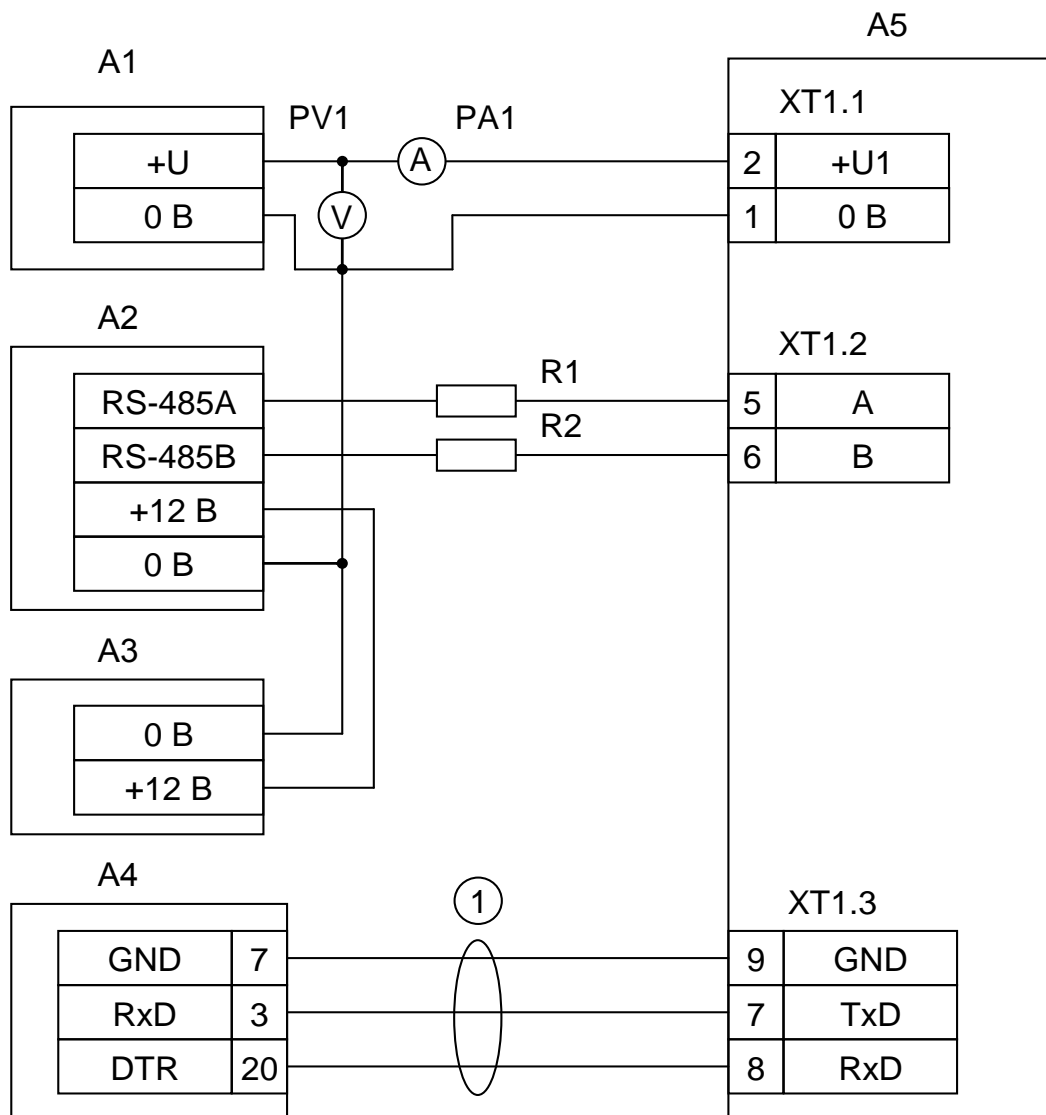 A5
A1
XT1.1
PV1 PA1
+U A 2 +U1
0 В V 1 0 В
A2
XT1.2
R1
RS-485A 5 A
R2
RS-485B 6 B
+12 В
0 В
A3
0 В
+12 В
A4
1
XT1.3
GND 7 9 GND
RxD 3 7 TxD
DTR 20 8 RxD